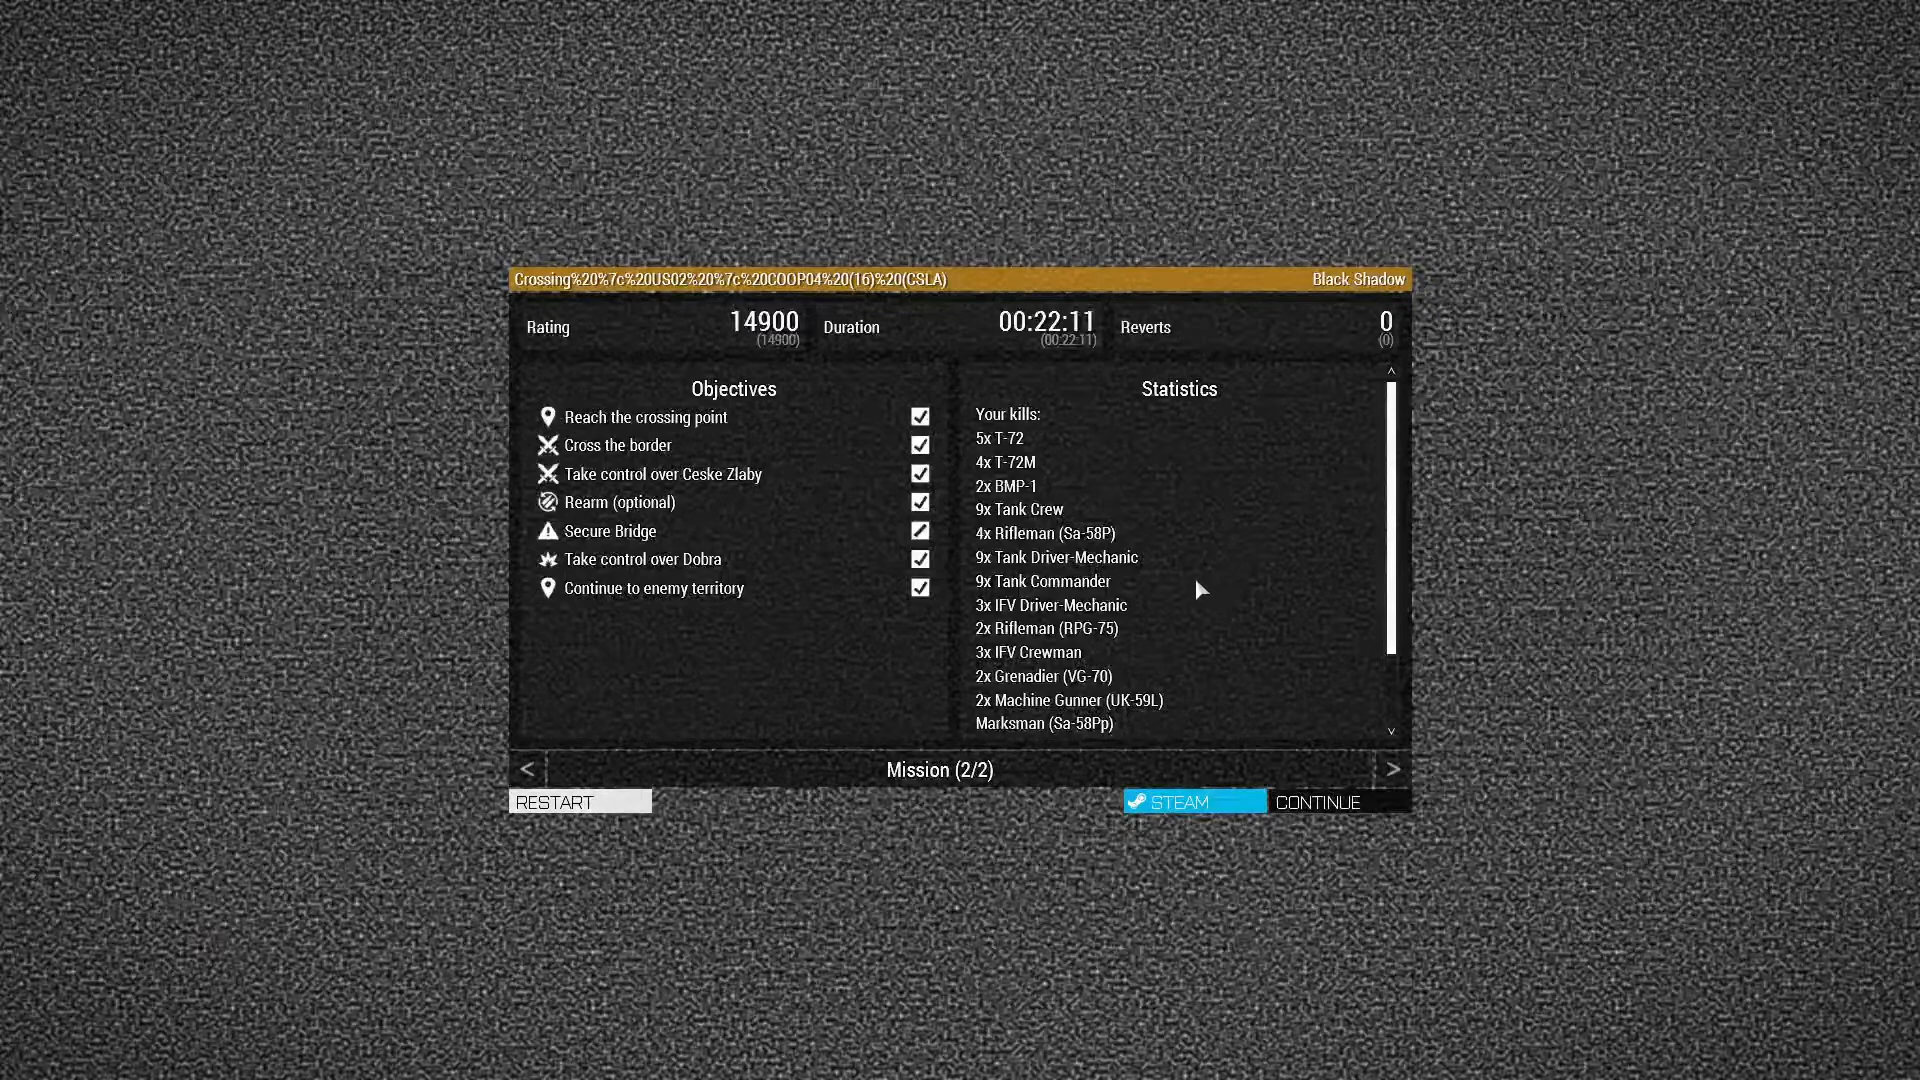 Crossing%20%7c%20US02%20%7c%20COOP04%20(16)%20(CSLA) Black Shadow
Rating 14900 (14900) Duration 00:22:11 (00:22:11) Reverts 0 (0)
Objectives
Reach the crossing point
Cross the border
Take control over Ceske Zlaby
Rearm (optional)
Secure Bridge
Take control over Dobra
Continue to enemy territory
Statistics
Your kills:
5x T-72
4x T-72M
2x BMP-1
9x Tank Crew
4x Rifleman (Sa-58P)
9x Tank Driver-Mechanic
9x Tank Commander
3x IFV Driver-Mechanic
2x Rifleman (RPG-75)
3x IFV Crewman
2x Grenadier (VG-70)
2x Machine Gunner (UK-59L)
Marksman (Sa-58Pp)
< Mission (2/2) >
RESTART STEAM CONTINUE